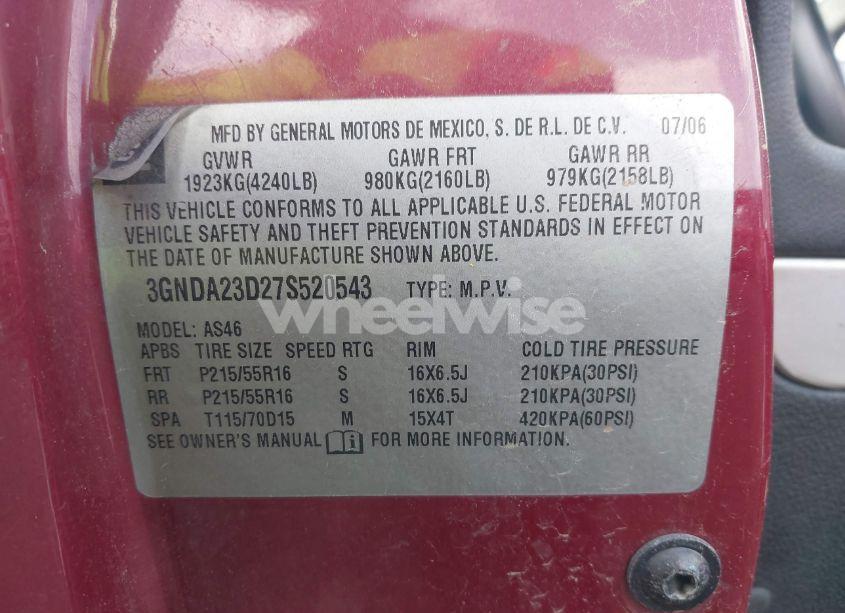 MFD BY GENERAL MOTORS DE MEXICO, S. DE R.L. DE C.V. 07/06
GVWR GAWR FRT GAWR RR
1923KG(4240LB) 980KG(2160LB) 979KG(2158LB)
THIS VEHICLE CONFORMS TO ALL APPLICABLE U.S. FEDERAL MOTOR
VEHICLE SAFETY AND THEFT PREVENTION STANDARDS IN EFFECT ON
THE DATE OF MANUFACTURE SHOWN ABOVE.
3GNDA23D27S520543 TYPE: M.P.V.
wheelwise
MODEL: AS46
APBS TIRE SIZE SPEED RTG RIM COLD TIRE PRESSURE
FRT P215/55R16 S 16X6.5J 210KPA(30PSI)
RR P215/55R16 S 16X6.5J 210KPA(30PSI)
SPA T115/70D15 M 15X4T 420KPA(60PSI)
SEE OWNER'S MANUAL FOR MORE INFORMATION.